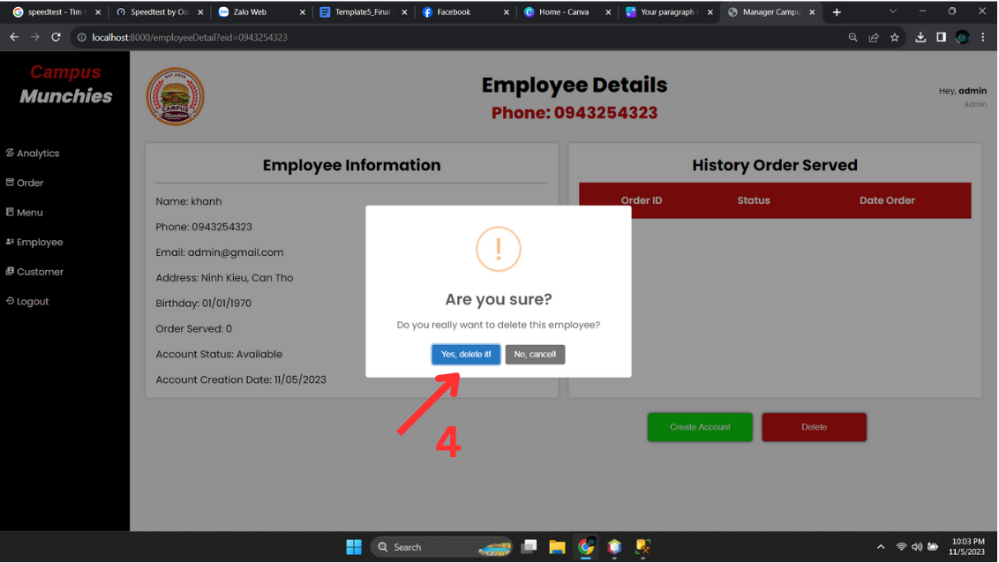 speedtest - Tìm t
Speedtest by Oo
Zalo Web
Template5_Final
Facebook
Home - Canva
Your paragraph t
Manager Campu
localhost:8000/employeeDetail?eid=0943254323
Campus
Munchies
Analytics
Order
Menu
Employee
Customer
Logout
EST.2023
CAMPUS
Munchies
Employee Details
Phone: 0943254323
Hey, admin
Admin
Employee Information
Name: khanh
Phone: 0943254323
Email: admin@gmail.com
Address: Ninh Kieu, Can Tho
Birthday: 01/01/1970
Order Served: 0
Account Status: Available
Account Creation Date: 11/05/2023
History Order Served
Order ID Status Date Order
!
Are you sure?
Do you really want to delete this employee?
Yes, delete it! No, cancel!
4
Create Account Delete
Search
10:03 PM
11/5/2023